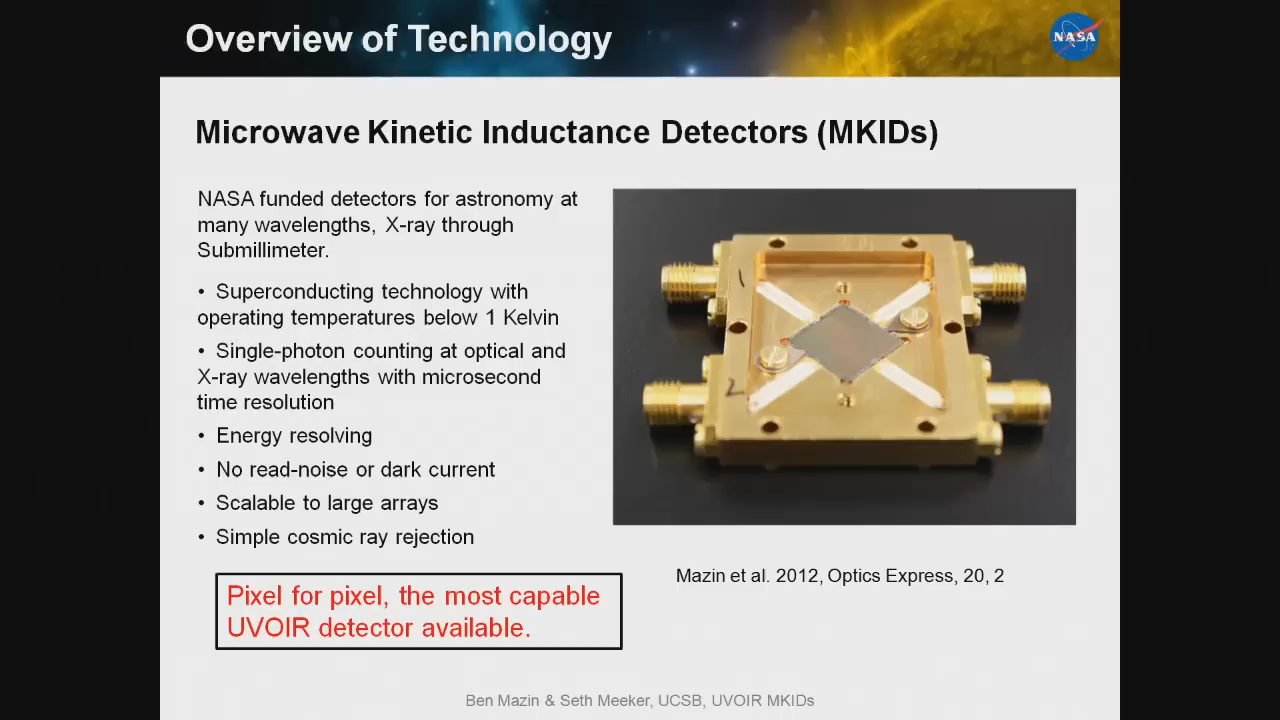 Overview of Technology
NASA
Microwave Kinetic Inductance Detectors (MKIDs)
NASA funded detectors for astronomy at
many wavelengths, X-ray through
Submillimeter.
• Superconducting technology with
operating temperatures below 1 Kelvin
• Single-photon counting at optical and
X-ray wavelengths with microsecond
time resolution
• Energy resolving
• No read-noise or dark current
• Scalable to large arrays
• Simple cosmic ray rejection
Pixel for pixel, the most capable
UVOIR detector available.
Mazin et al. 2012, Optics Express, 20, 2
Ben Mazin & Seth Meeker, UCSB, UVOIR MKIDs